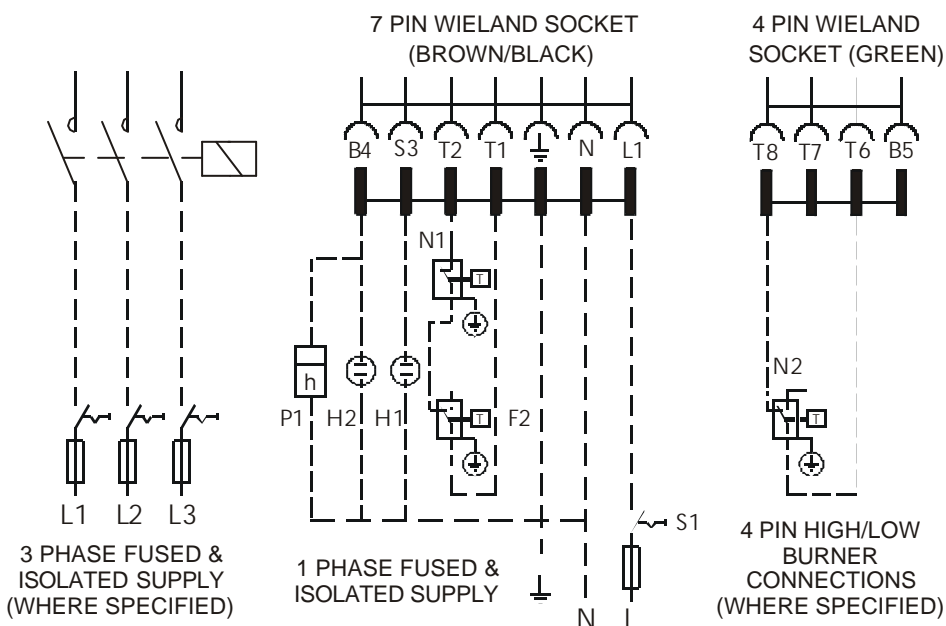 7 PIN WIELAND SOCKET
(BROWN/BLACK)
4 PIN WIELAND
SOCKET (GREEN)
B4 S3 T2 T1 N L1
T8 T7 T6 B5
N1
T
h
P1 H2 H1 T F2
N2
T
L1 L2 L3
S1
3 PHASE FUSED &
ISOLATED SUPPLY
(WHERE SPECIFIED)
1 PHASE FUSED &
ISOLATED SUPPLY
N L
4 PIN HIGH/LOW
BURNER
CONNECTIONS
(WHERE SPECIFIED)